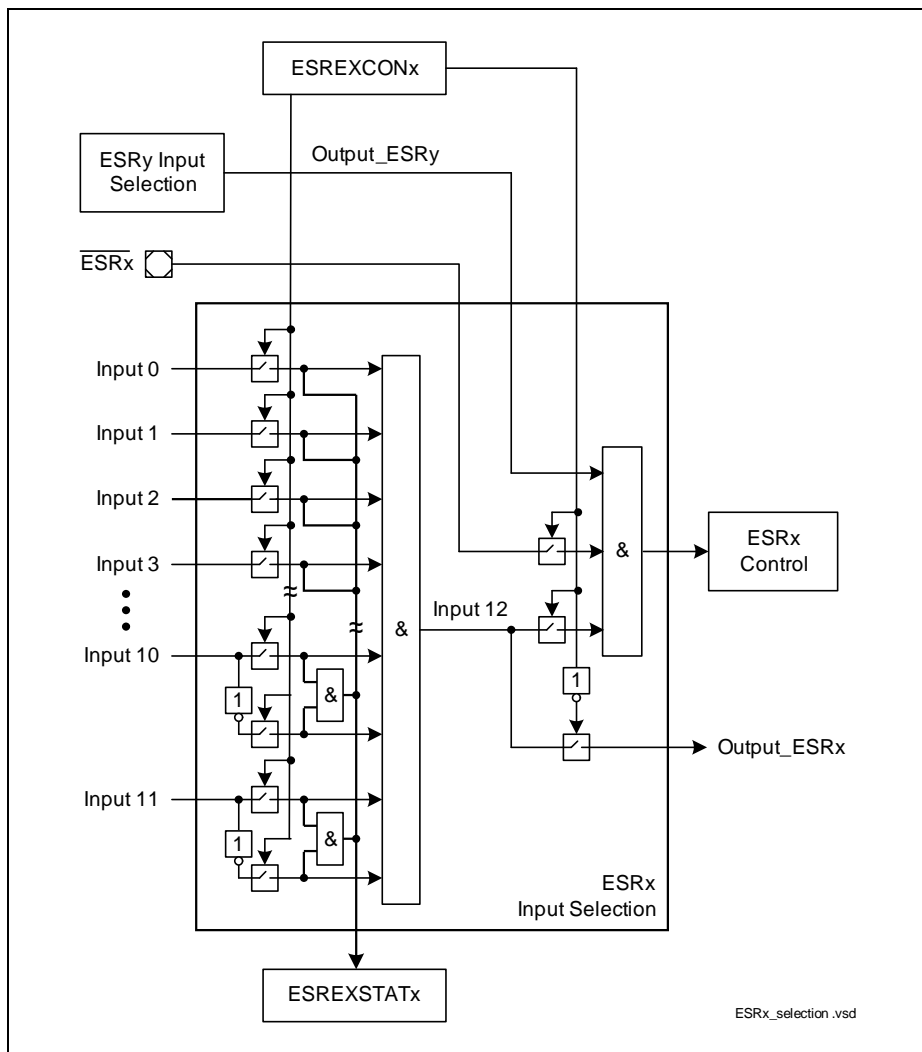 ESREXCONx
ESRy Input
Selection
Output_ESRy
ESRx
Input 0
Input 1
Input 2
Input 3
Input 10
1
&
Input 11
1
&
&
Input 12
&
1
ESRx
Control
Output_ESRx
ESRx
Input Selection
ESREXSTATx
ESRx_selection .vsd